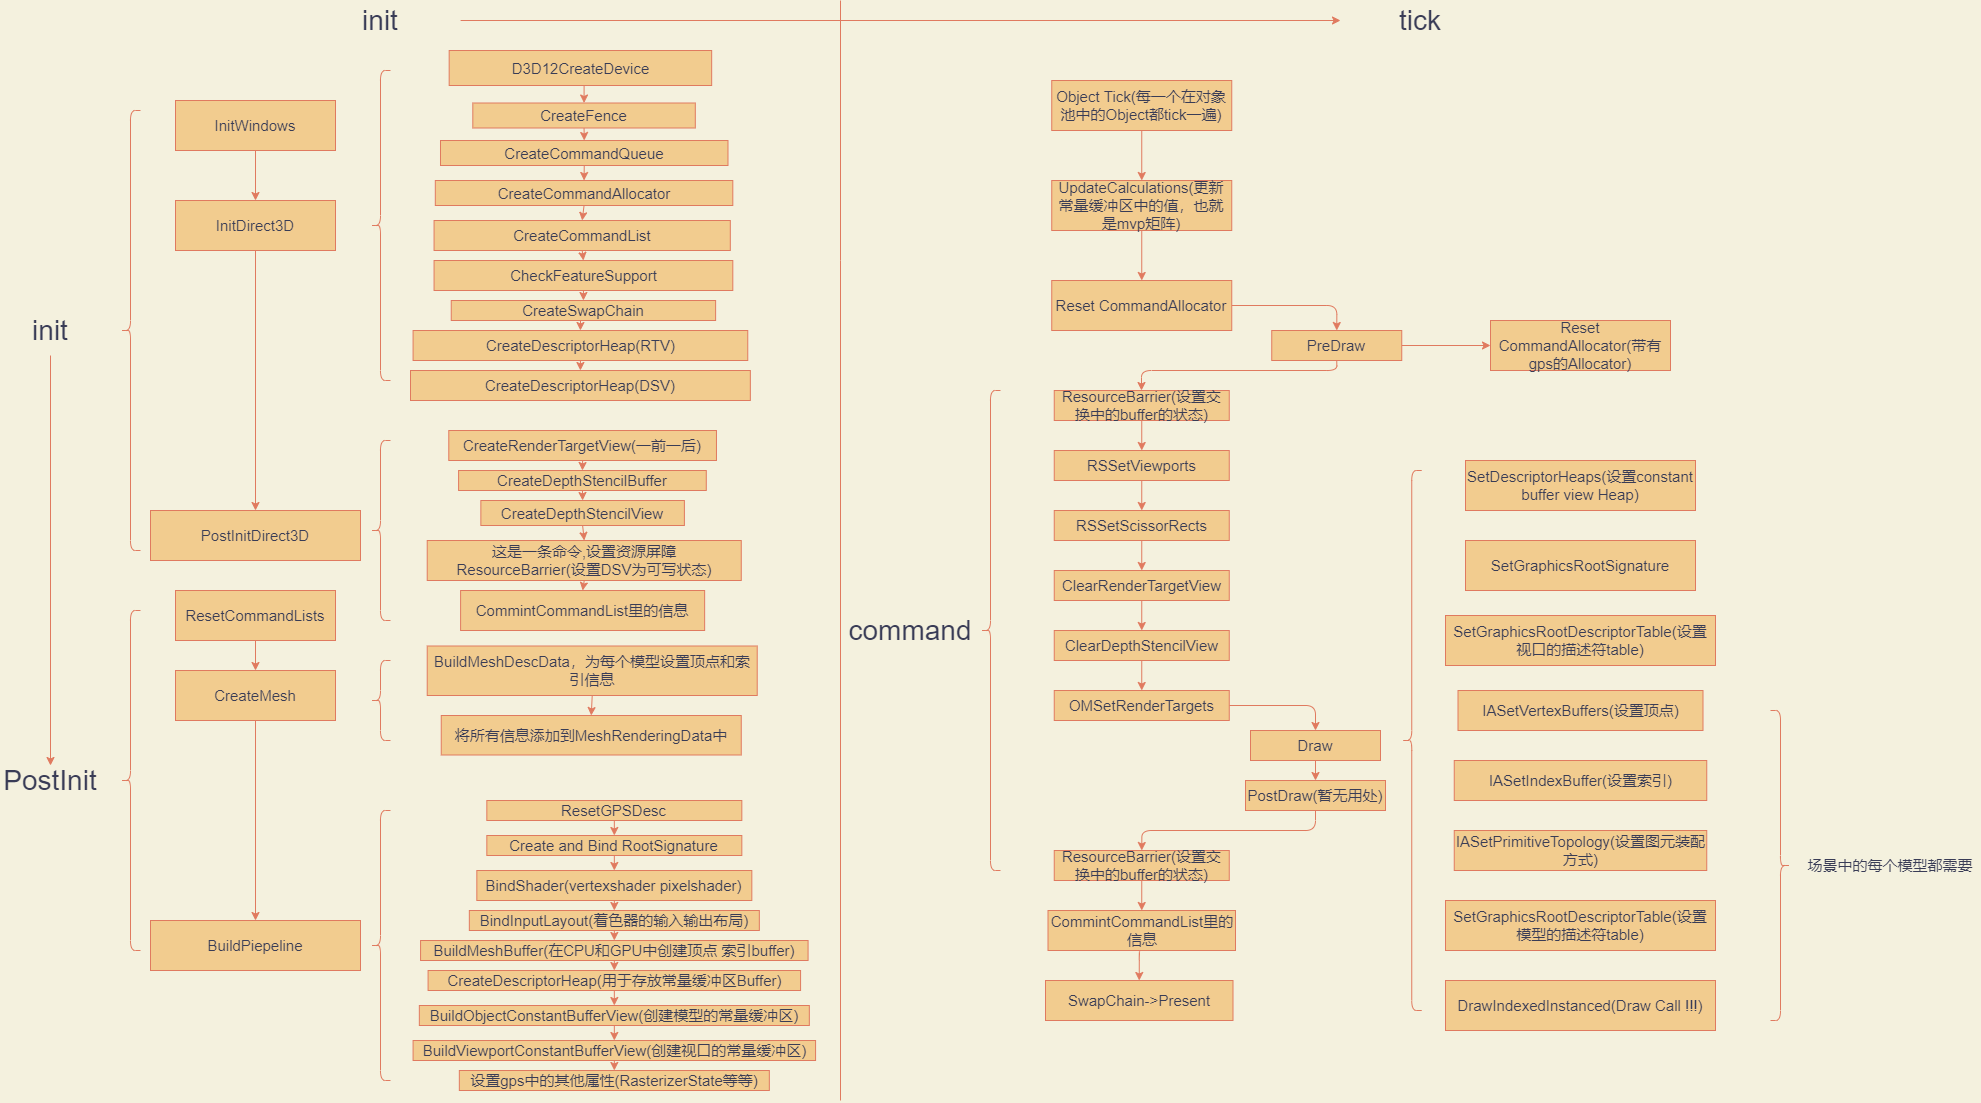 init
tick
init
PostInit
InitWindows
InitDirect3D
PostInitDirect3D
ResetCommandLists
CreateMesh
BuildPiepeline
D3D12CreateDevice
CreateFence
CreateCommandQueue
CreateCommandAllocator
CreateCommandList
CheckFeatureSupport
CreateSwapChain
CreateDescriptorHeap(RTV)
CreateDescriptorHeap(DSV)
CreateRenderTargetView(一前一后)
CreateDepthStencilBuffer
CreateDepthStencilView
这是一条命令,设置资源屏障
ResourceBarrier(设置DSV为可写状态)
CommintCommandList里的信息
BuildMeshDescData，为每个模型设置顶点和索
引信息
将所有信息添加到MeshRenderingData中
ResetGPSDesc
Create and Bind RootSignature
BindShader(vertexshader pixelshader)
BindInputLayout(着色器的输入输出布局)
BuildMeshBuffer(在CPU和GPU中创建顶点 索引buffer)
CreateDescriptorHeap(用于存放常量缓冲区Buffer)
BuildObjectConstantBufferView(创建模型的常量缓冲区)
BuildViewportConstantBufferView(创建视口的常量缓冲区)
设置gps中的其他属性(RasterizerState等等)
Object Tick(每一个在对象
池中的Object都tick一遍)
UpdateCalculations(更新
常量缓冲区中的值，也就
是mvp矩阵)
Reset CommandAllocator
PreDraw
Reset
CommandAllocator(带有
gps的Allocator)
command
ResourceBarrier(设置交
换中的buffer的状态)
RSSetViewports
RSSetScissorRects
ClearRenderTargetView
ClearDepthStencilView
OMSetRenderTargets
Draw
PostDraw(暂无用处)
ResourceBarrier(设置交
换中的buffer的状态)
CommintCommandList里的
信息
SwapChain->Present
SetDescriptorHeaps(设置constant
buffer view Heap)
SetGraphicsRootSignature
SetGraphicsRootDescriptorTable(设置
视口的描述符table)
IASetVertexBuffers(设置顶点)
IASetIndexBuffer(设置索引)
IASetPrimitiveTopology(设置图元装配
方式)
SetGraphicsRootDescriptorTable(设置
模型的描述符table)
DrawIndexedInstanced(Draw Call !!!)
场景中的每个模型都需要